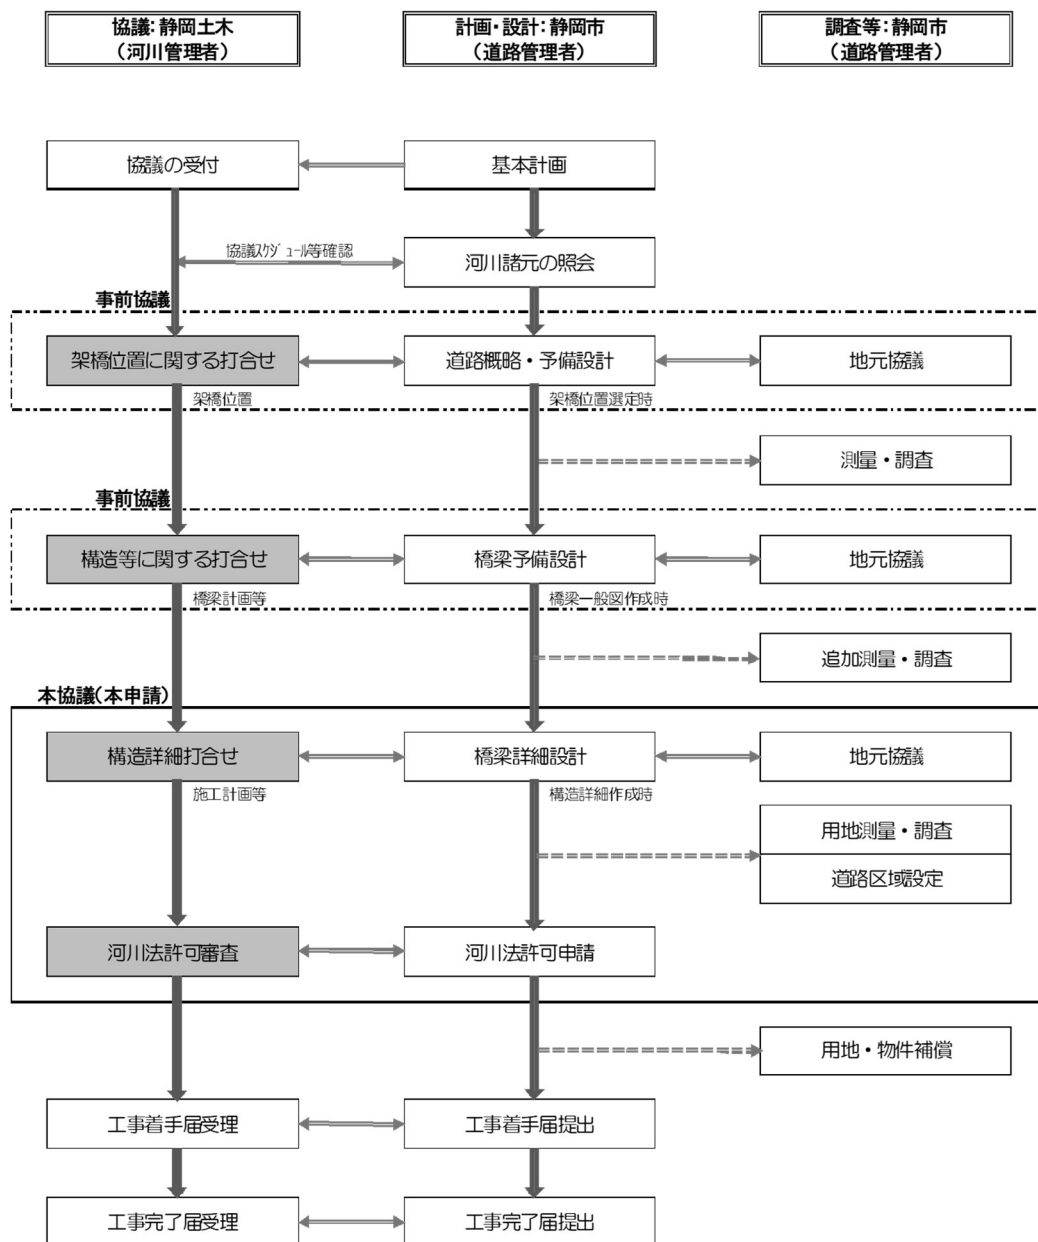 協議：静岡土木
（河川管理者）
計画・設計：静岡市
（道路管理者）
調査等：静岡市
（道路管理者）
協議の受付
基本計画
協議ｽｹｼﾞｭｰﾙ等確認
河川諸元の照会
事前協議
架橋位置に関する打合せ
道路概略・予備設計
地元協議
架橋位置
架橋位置選定時
測量・調査
事前協議
構造等に関する打合せ
橋梁予備設計
地元協議
橋梁計画等
橋梁一般図作成時
追加測量・調査
本協議（本申請）
構造詳細打合せ
橋梁詳細設計
地元協議
施工計画等
構造詳細作成時
用地測量・調査
道路区域設定
河川法許可審査
河川法許可申請
用地・物件補償
工事着手届受理
工事着手届提出
工事完了届受理
工事完了届提出